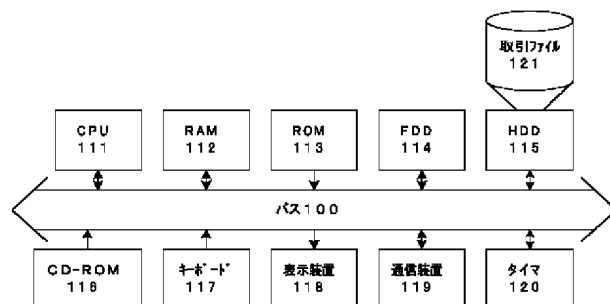 取引ファイル
121
CPU
111
RAM
112
ROM
113
FDD
114
HDD
115
バス100
CD-ROM
116
キーボード
117
表示装置
118
通信装置
119
タイマ
120